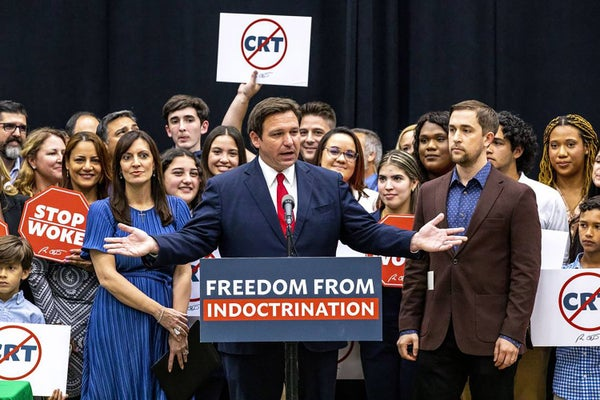 CRT
STOP
WOKE
FREEDOM FROM
INDOCTRINATION
CRT
CRT